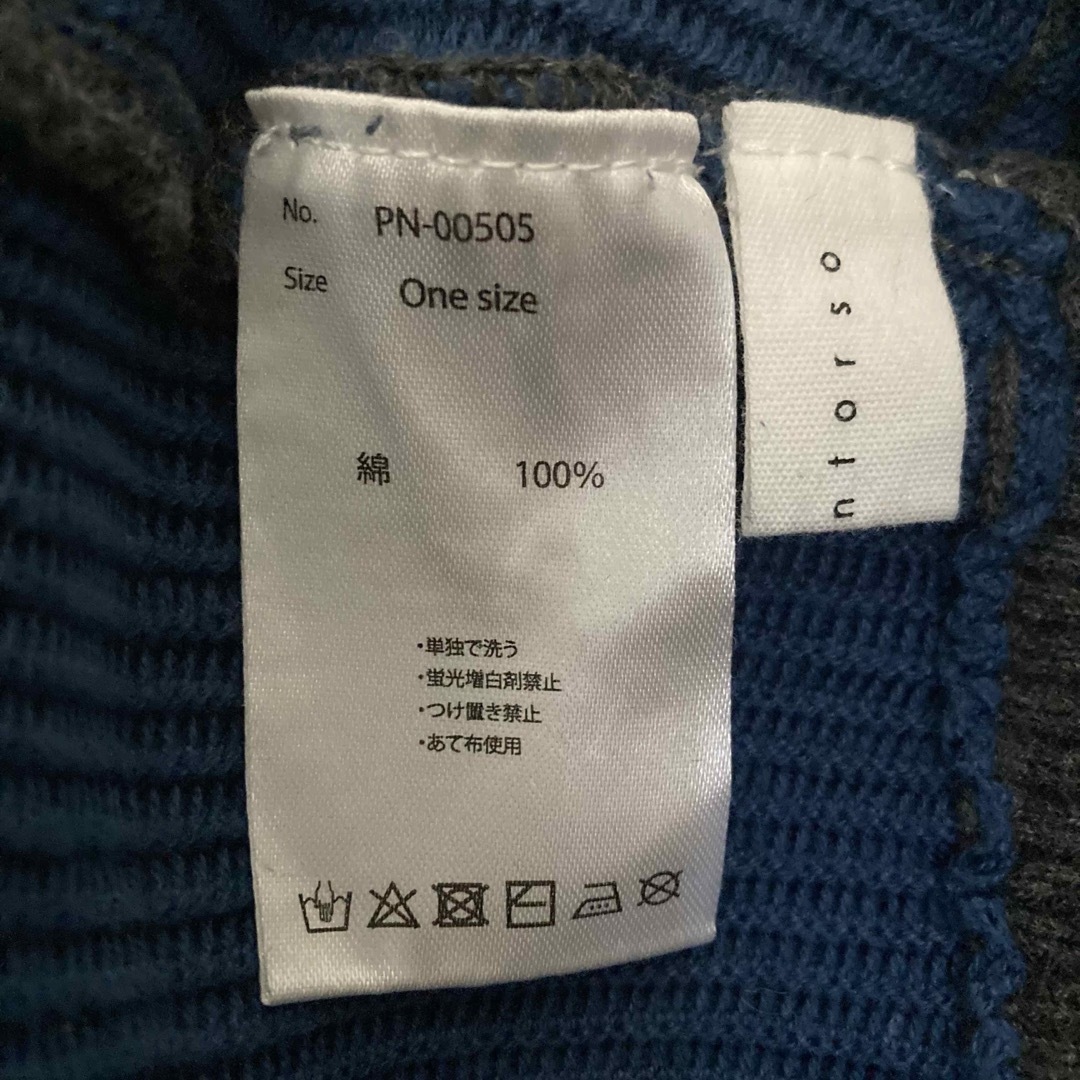 No. PN-00505
Size One size
綿 100%
・単独で洗う
・蛍光増白剤禁止
・つけ置き禁止
・あて布使用
ntorso